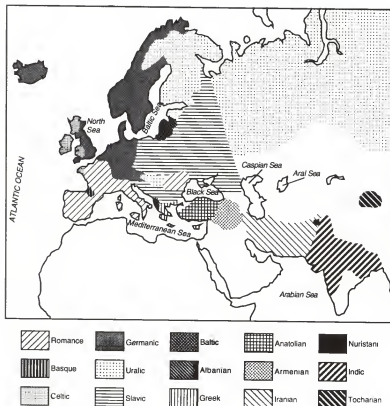 North
Sea
Baltic Sea
ATLANTIC OCEAN
Caspian Sea
Aral Sea
Black Sea
Mediterranean Sea
Arabian Sea
Romance
Germanic
Baltic
Anatolian
Nuristani
Basque
Uralic
Albanian
Armenian
Indic
Celtic
Slavic
Greek
Iranian
Tocharian